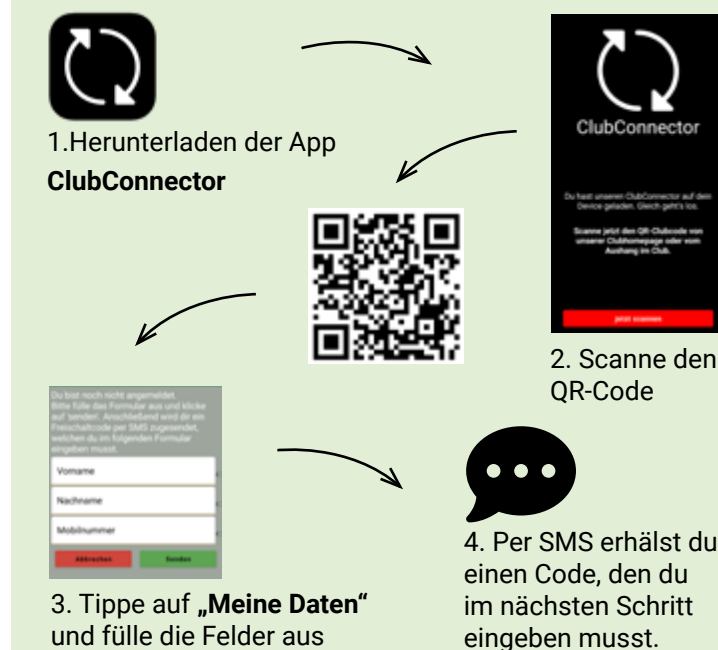 1.Herunterladen der App
ClubConnector
ClubConnector
Du hast unseren ClubConnector auf dein
Device geladen. Gleich geht's los.
Scanne jetzt den QR-Clubcode von
unserer Clubhomepage oder vom
Aushang im Club.
jetzt scannen
2. Scanne den
QR-Code
Du bist noch nicht angemeldet.
Bitte fülle das Formular aus und klicke
auf 'senden'. Anschließend wird dir ein
Freischaltcode per SMS zugesendet,
welchen du im folgenden Formular
eingeben musst.
Vorname
Nachname
Mobilnummer
Abbrechen
Senden
3. Tippe auf „Meine Daten“
und fülle die Felder aus
4. Per SMS erhälst du
einen Code, den du
im nächsten Schritt
eingeben musst.